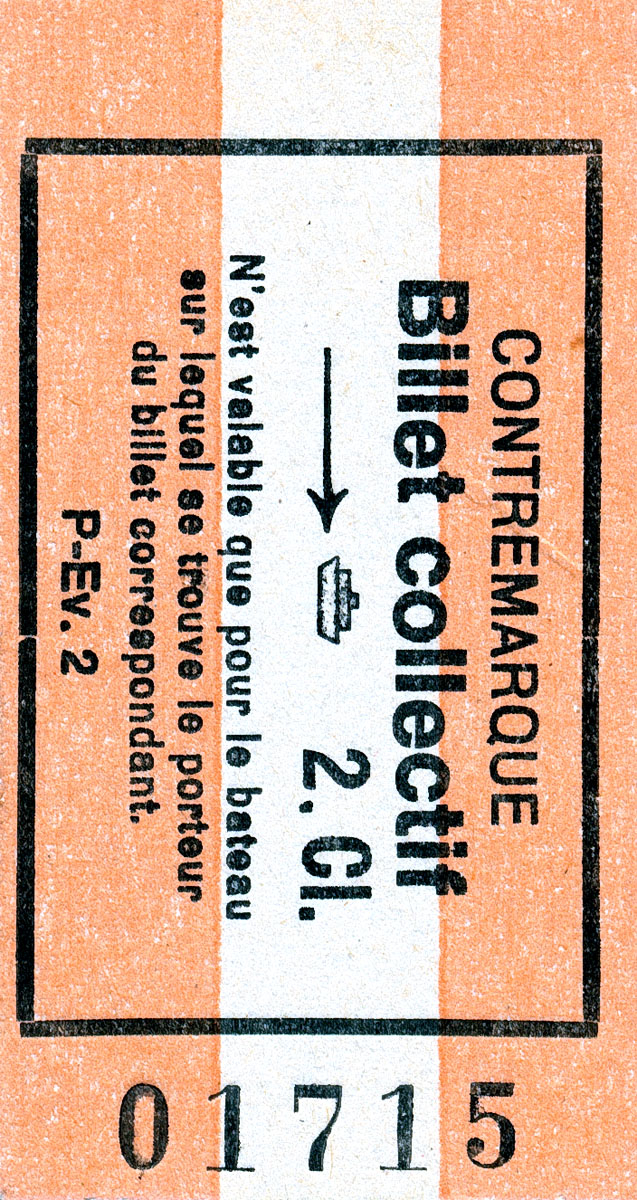 CONTREMARQUE
Billet collectif
2. Cl.
N'est valable que pour le bateau
sur lequel se trouve le porteur
du billet correspondant.
P-Ev. 2
01715